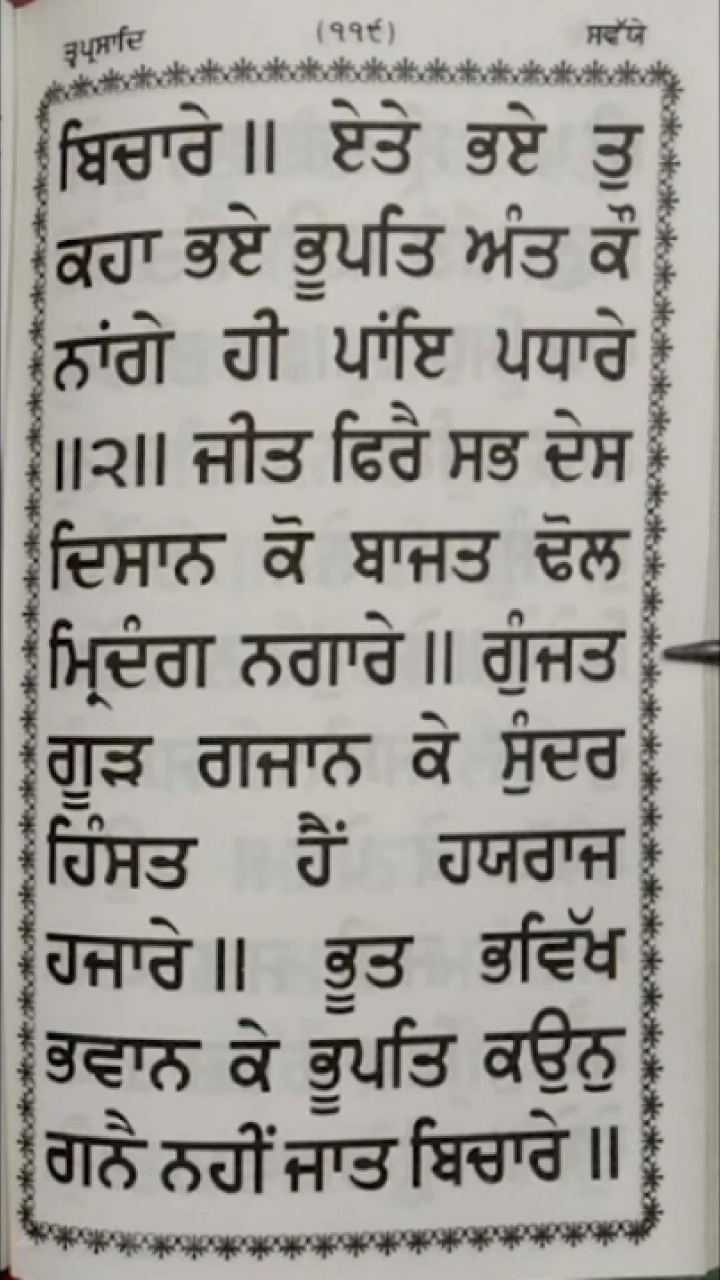 ਤ੍ਵਪ੍ਰਸਾਦਿ (੧੧੯) ਸਵੱਯੇ
ਬਿਚਾਰੇ॥ ਏਤੇ ਭਏ ਤੁ
ਕਹਾ ਭਏ ਭੂਪਤਿ ਅੰਤ ਕੌ
ਨਾਂਗੇ ਹੀ ਪਾਂਇ ਪਧਾਰੇ
॥੨॥ ਜੀਤ ਫਿਰੈ ਸਭ ਦੇਸ
ਦਿਸਾਨ ਕੋ ਬਾਜਤ ਢੋਲ
ਮ੍ਰਿਦੰਗ ਨਗਾਰੇ॥ ਗੁੰਜਤ
ਗੂੜ ਗਜਾਨ ਕੇ ਸੁੰਦਰ
ਹਿੰਸਤ ਹੈਂ ਹਯਰਾਜ
ਹਜਾਰੇ॥ ਭੂਤ ਭਵਿੱਖ
ਭਵਾਨ ਕੇ ਭੂਪਤਿ ਕਉਨੁ
ਗਨੈ ਨਹੀਂ ਜਾਤ ਬਿਚਾਰੇ॥